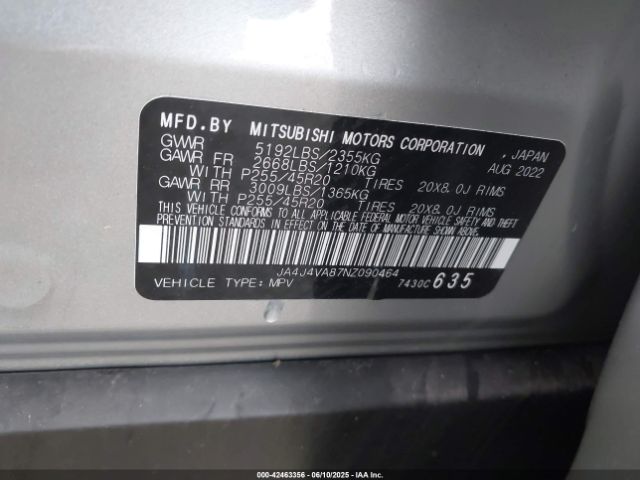 MFD.BY MITSUBISHI MOTORS CORPORATION , JAPAN
GVWR 5192LBS/2355KG AUG 2022
GAWR FR 2668LBS/1210KG
WITH P255/45R20 TIRES 20X8.0J RIMS
GAWR RR 3009LBS/1365KG
WITH P255/45R20 TIRES 20X8.0J RIMS
THIS VEHICLE CONFORMS TO ALL APPLICABLE FEDERAL MOTOR VEHICLE SAFETY AND THEFT
PREVENTION STANDARDS IN EFFECT ON THE DATE OF MANUFACTURE SHOWN ABOVE.
JA4J4VA87NZ090464
VEHICLE TYPE: MPV 7430C 635
000-42463356 - 06/10/2025 - IAAI.COM